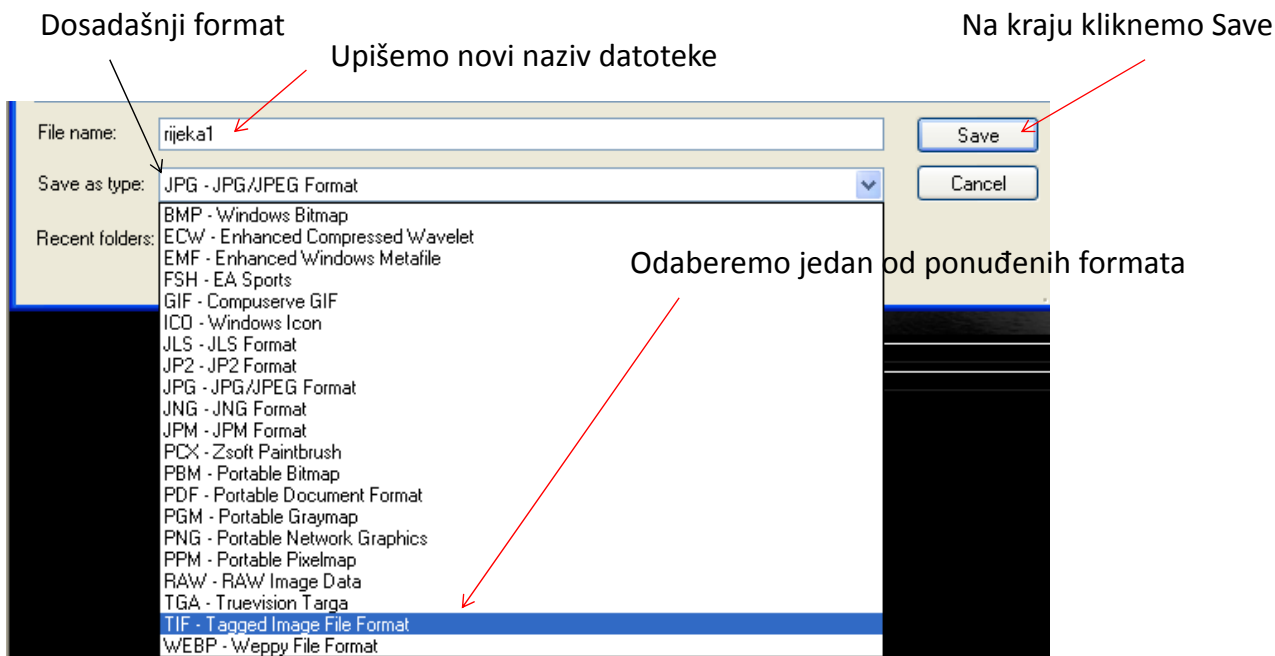 Dosadašnji format
Na kraju kliknemo Save
Upišemo novi naziv datoteke
File name:
rijeka1
Save
Save as type:
JPG - JPG/JPEG Format
Cancel
Recent folders:
BMP - Windows Bitmap
ECW - Enhanced Compressed Wavelet
EMF - Enhanced Windows Metafile
FSH - EA Sports
GIF - Compuserve GIF
ICO - Windows Icon
JLS - JLS Format
JP2 - JP2 Format
JPG - JPG/JPEG Format
JNG - JNG Format
JPM - JPM Format
PCX - Zsoft Paintbrush
PBM - Portable Bitmap
PDF - Portable Document Format
PGM - Portable Graymap
PNG - Portable Network Graphics
PPM - Portable Pixelmap
RAW - RAW Image Data
TGA - Truevision Targa
TIF - Tagged Image File Format
WEBP - Weppy File Format
Odaberemo jedan od ponuđenih formata